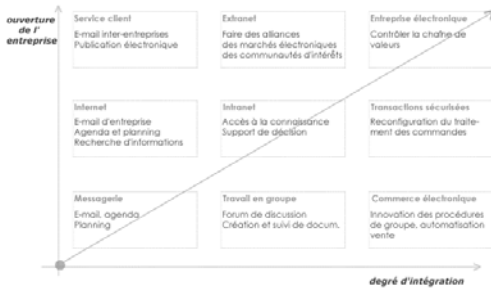 ouverture
de l'
entreprise
Service client
E-mail inter-entreprises
Publication électronique
Extranet
Faire des alliances
des marchés électroniques
des communautés d'intérêts
Entreprise électronique
Contrôler la chaîne de
valeurs
Internet
E-mail d'entreprise
Agenda et planning
Recherche d'informations
Intranet
Accès à la connaissance
Support de décision
Transactions sécurisées
Reconfiguration du traite-
ment des commandes
Messagerie
E-mail, agenda
Planning
Travail en groupe
Forum de discussion
Création et suivi de docum.
Commerce électronique
Innovation des procédures
de groupe, automatisation
vente
degré d'intégration